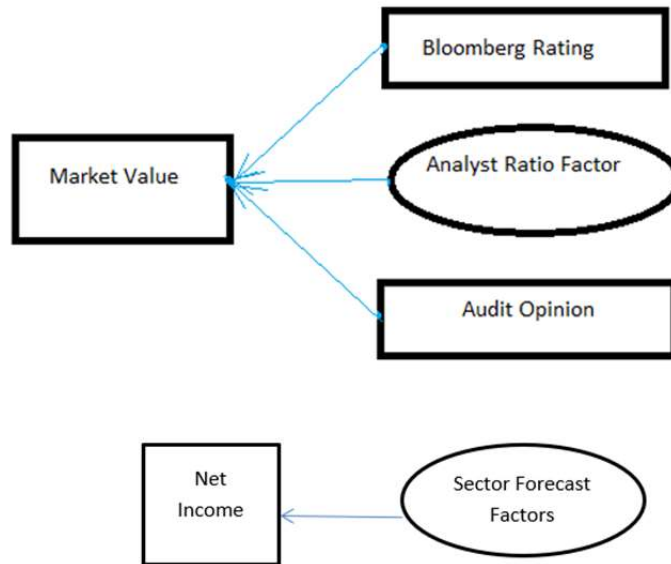 Bloomberg Rating
Market Value
Analyst Ratio Factor
Audit Opinion
Net
Income
Sector Forecast
Factors